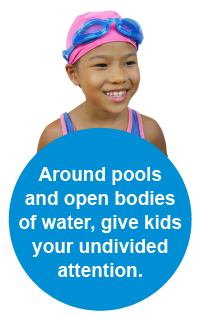 Around pools
and open bodies
of water, give kids
your undivided
attention.